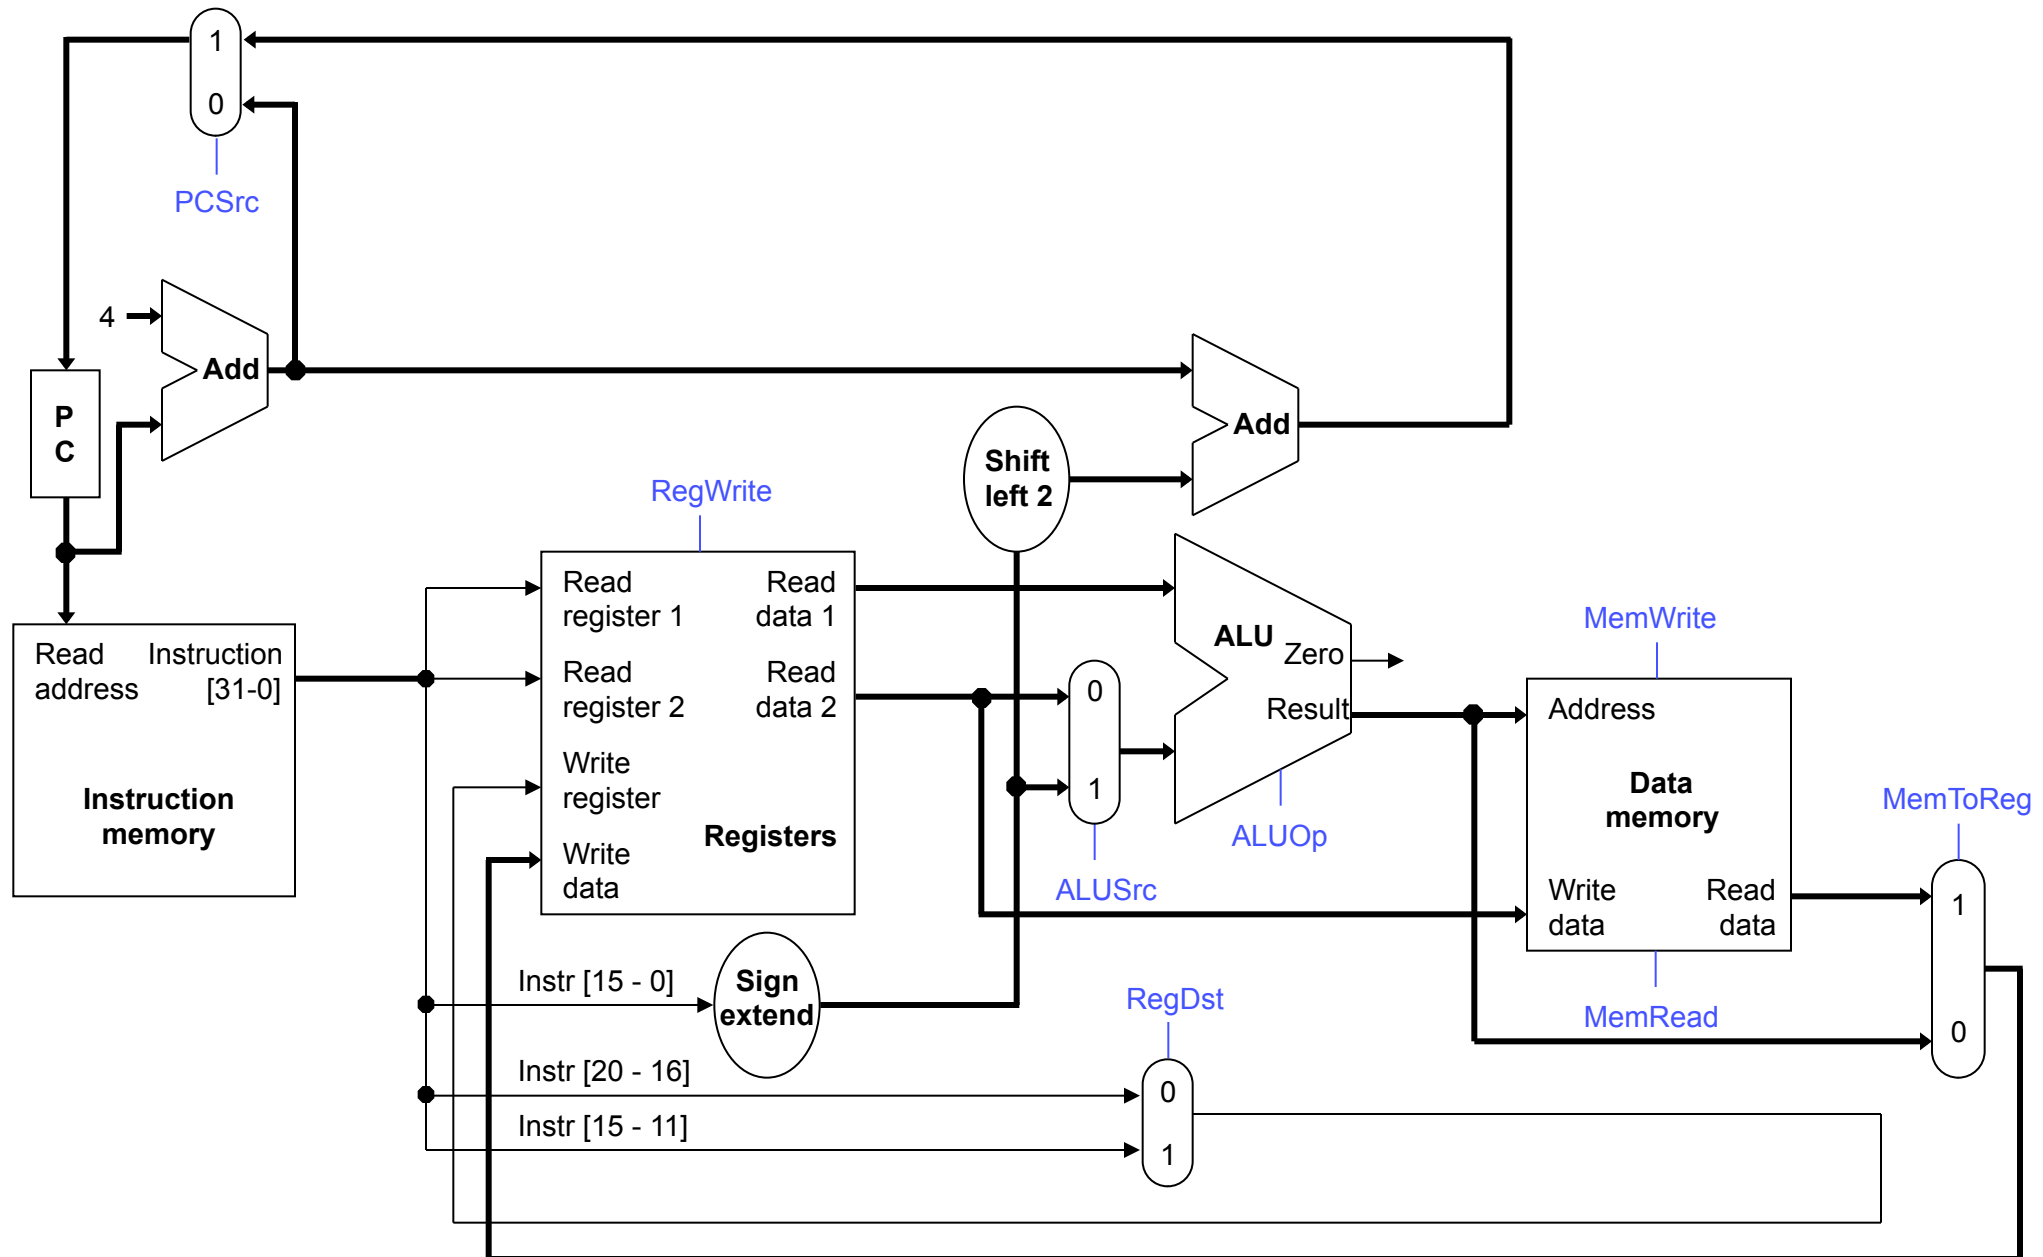 1
0
PCSrc
4
Add
P
C
Add
Shift
left 2
RegWrite
Read
register 1
Read
data 1
Read
register 2
Read
data 2
Write
register
Write
data
Registers
Read
address
Instruction
[31-0]
Instruction
memory
0
1
ALUSrc
ALU
Zero
Result
ALUOp
MemWrite
Address
Data
memory
Write
data
Read
data
MemRead
MemToReg
1
0
Instr [15 - 0]
Sign
extend
RegDst
Instr [20 - 16]
Instr [15 - 11]
0
1